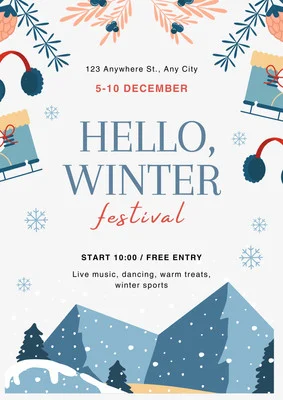 123 Anywhere St., Any City
5-10 DECEMBER
HELLO,
WINTER
festival
START 10:00 / FREE ENTRY
Live music, dancing, warm treats,
winter sports